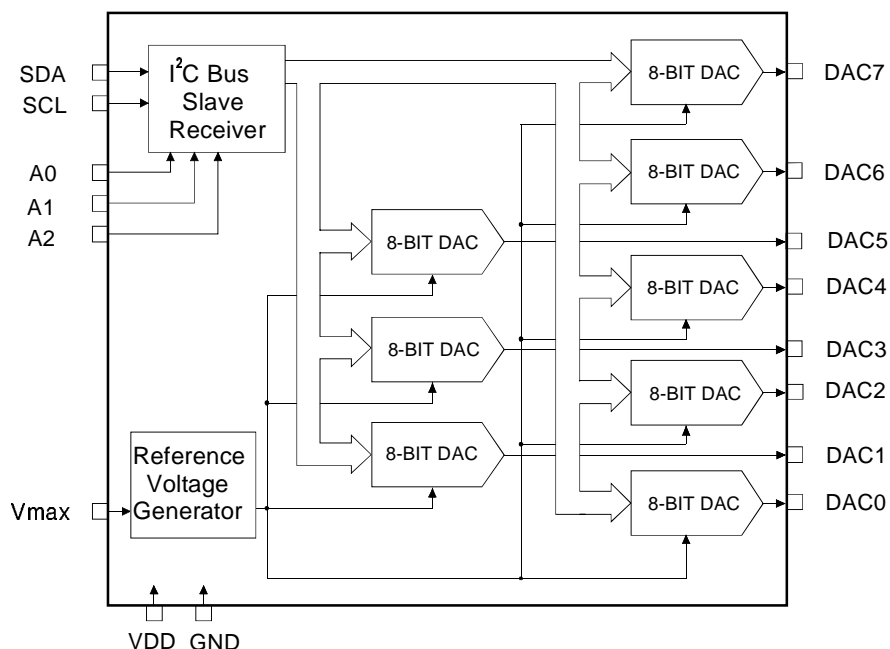 SDA
SCL
A0
A1
A2
I²C Bus
Slave
Receiver
8-BIT DAC
DAC7
8-BIT DAC
DAC6
8-BIT DAC
DAC5
8-BIT DAC
DAC4
8-BIT DAC
DAC3
8-BIT DAC
DAC2
8-BIT DAC
DAC1
8-BIT DAC
DAC0
Vmax
Reference
Voltage
Generator
VDD
GND